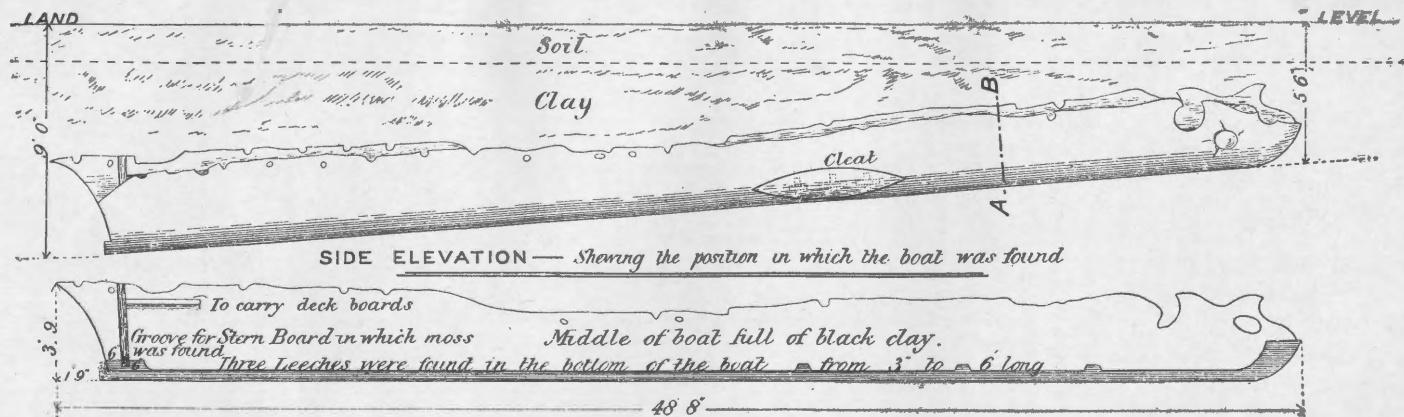 LAND LEVEL
Soil
Clay
9' 0"
5' 6"
B
Cleat
A
SIDE ELEVATION — Shewing the position in which the boat was found
To carry deck boards
3' 9"
Groove for Stern Board in which moss
was found
Middle of boat full of black clay.
6 6
Three Leeches were found in the bottom of the boat from 3" to 6" long
1' 9"
48' 8"